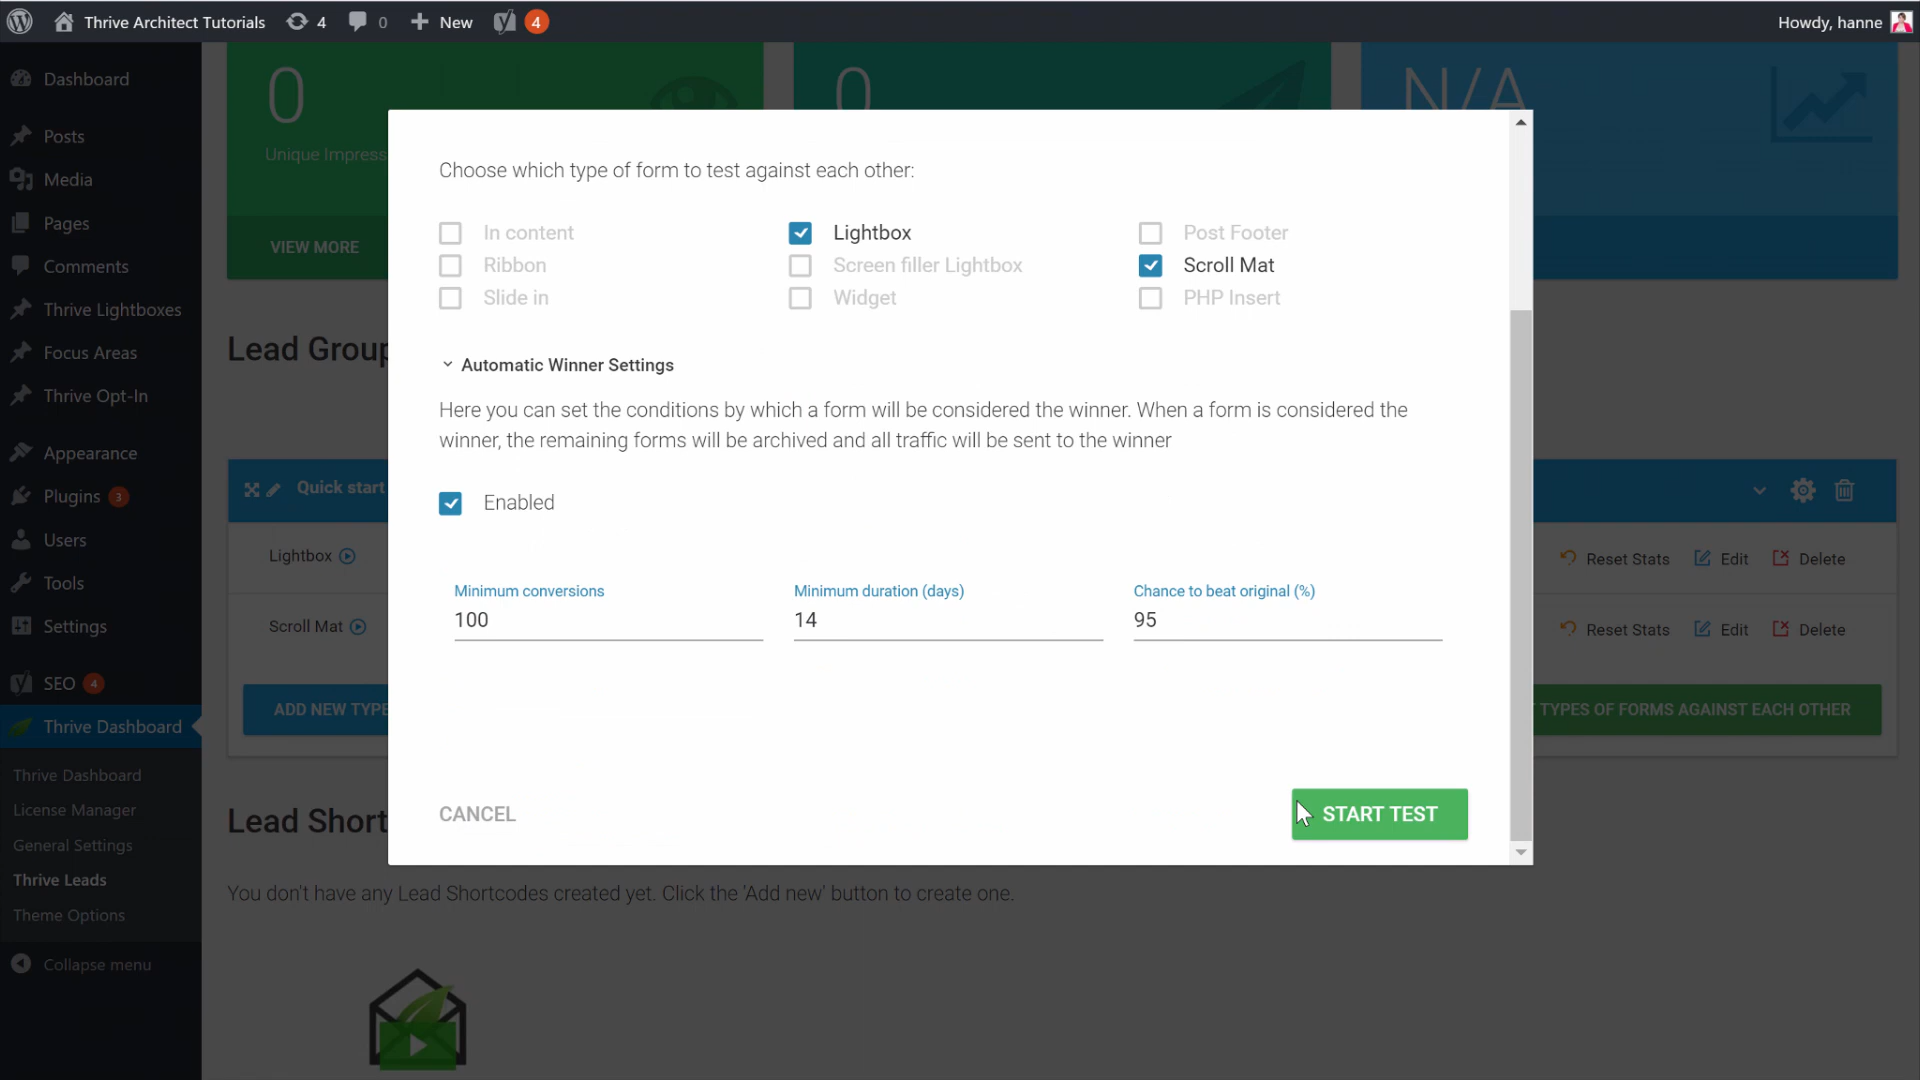 Thrive Architect Tutorials 4 0 New 4 Howdy, hanne
Dashboard
Posts
Media
Pages
Comments
Thrive Lightboxes
Focus Areas
Thrive Opt-In
Appearance
Plugins 3
Users
Tools
Settings
SEO 4
Thrive Dashboard
Thrive Dashboard
License Manager
General Settings
Thrive Leads
Theme Options
Collapse menu
0
Unique Impress
VIEW MORE
0
N/A
Lead Group
Quick start
Lightbox
Reset Stats Edit Delete
Scroll Mat
Reset Stats Edit Delete
ADD NEW TYPE
TYPES OF FORMS AGAINST EACH OTHER
Lead Short
You don't have any Lead Shortcodes created yet. Click the 'Add new' button to create one.
Choose which type of form to test against each other:
In content Lightbox Post Footer
Ribbon Screen filler Lightbox Scroll Mat
Slide in Widget PHP Insert
Automatic Winner Settings
Here you can set the conditions by which a form will be considered the winner. When a form is considered the
winner, the remaining forms will be archived and all traffic will be sent to the winner
Enabled
Minimum conversions Minimum duration (days) Chance to beat original (%)
100 14 95
CANCEL START TEST